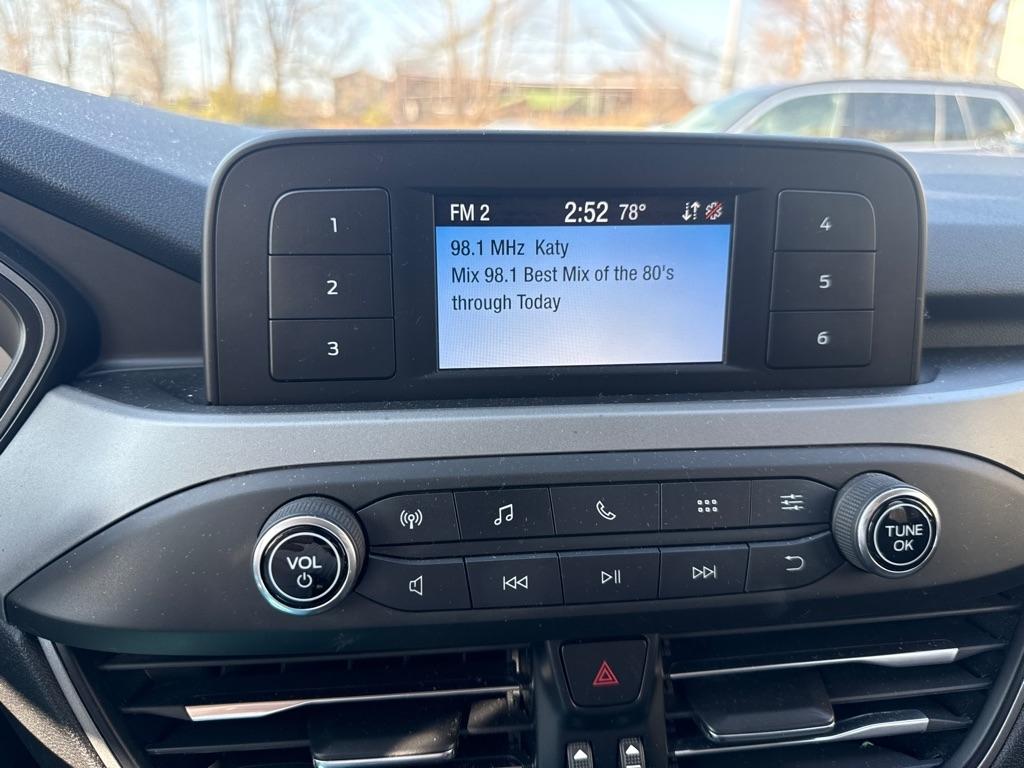 FM 2 2:52 78°
98.1 MHz Katy
Mix 98.1 Best Mix of the 80's
through Today
1
2
3
4
5
6
VOL
TUNE
OK